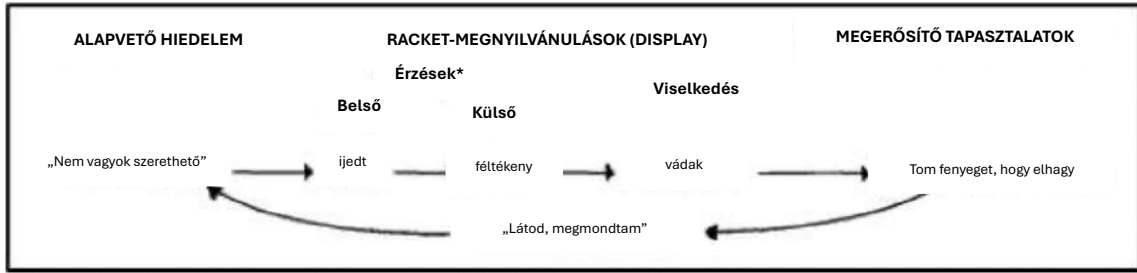 ALAPVETŐ HIEDELEM
RACKET-MEGNYILVÁNULÁSOK (DISPLAY)
MEGERŐSÍTŐ TAPASZTALATOK
Érzések*
Viselkedés
Belső
Külső
„Nem vagyok szerethető”
ijedt
féltékeny
vádak
Tom fenyeget, hogy elhagy
„Látod, megmondtam”